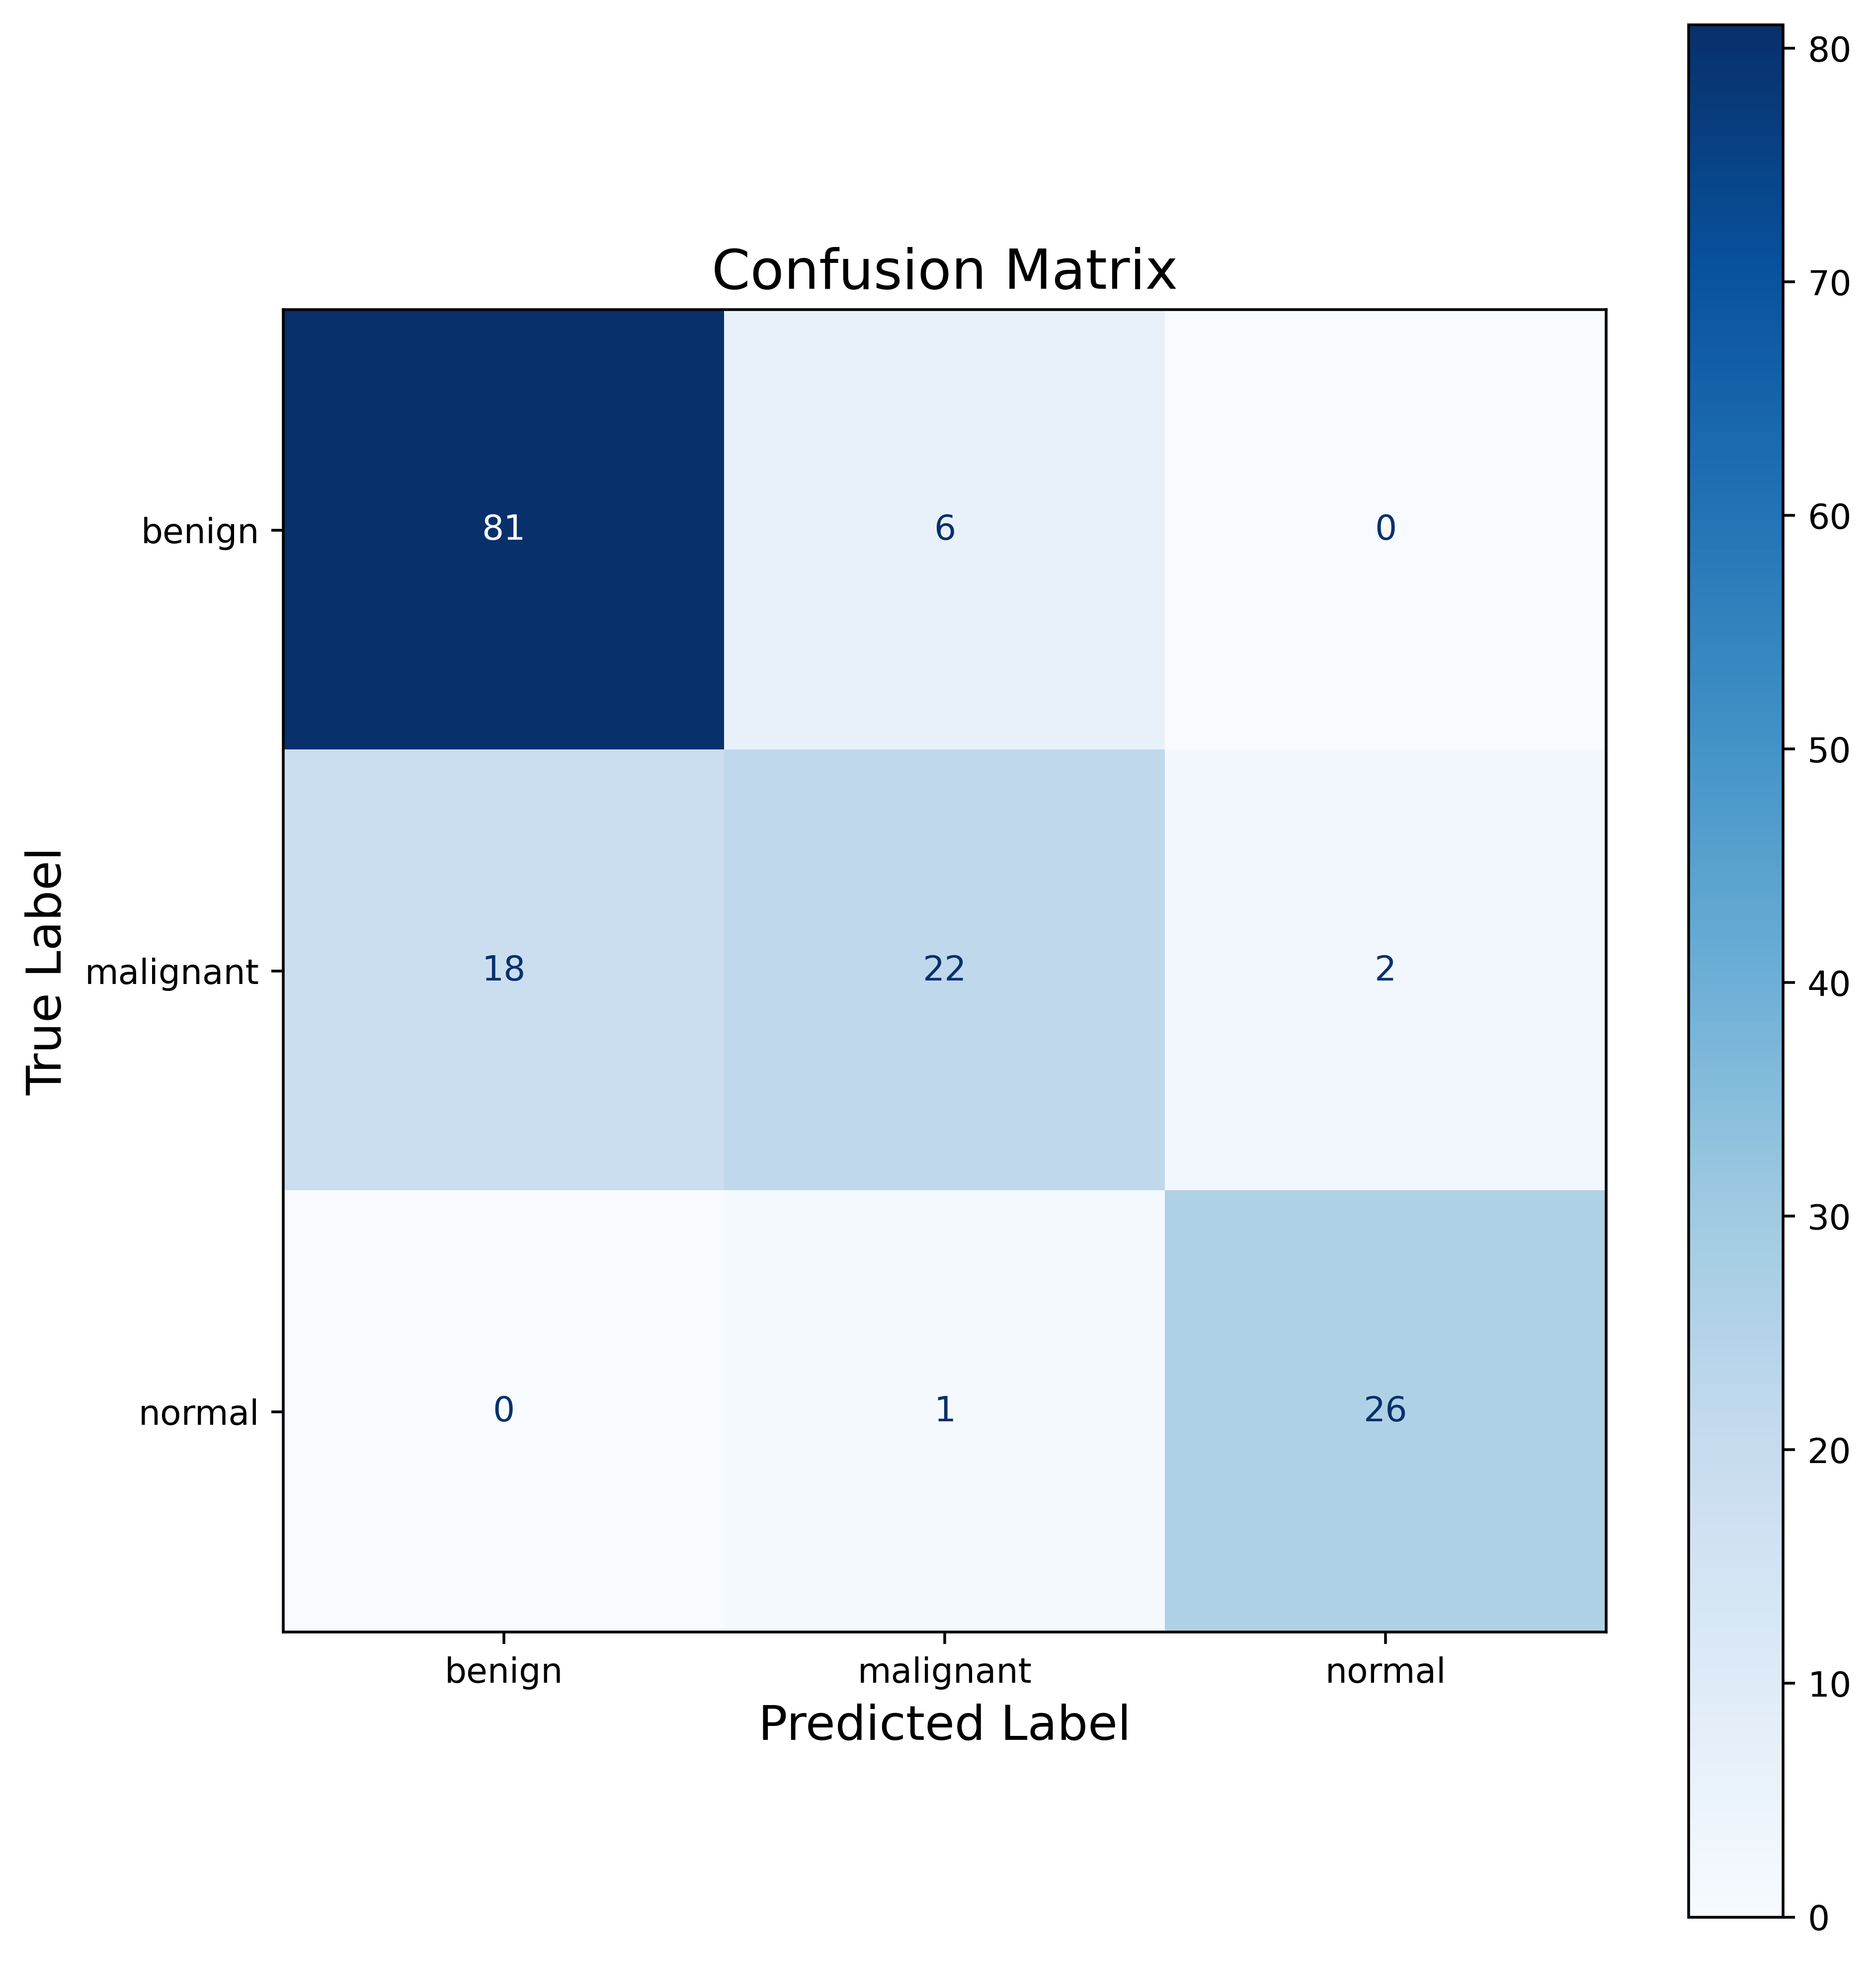 Confusion Matrix
True Label
benign
81 6 0
malignant
18 22 2
normal
0 1 26
benign malignant normal
Predicted Label
80
70
60
50
40
30
20
10
0